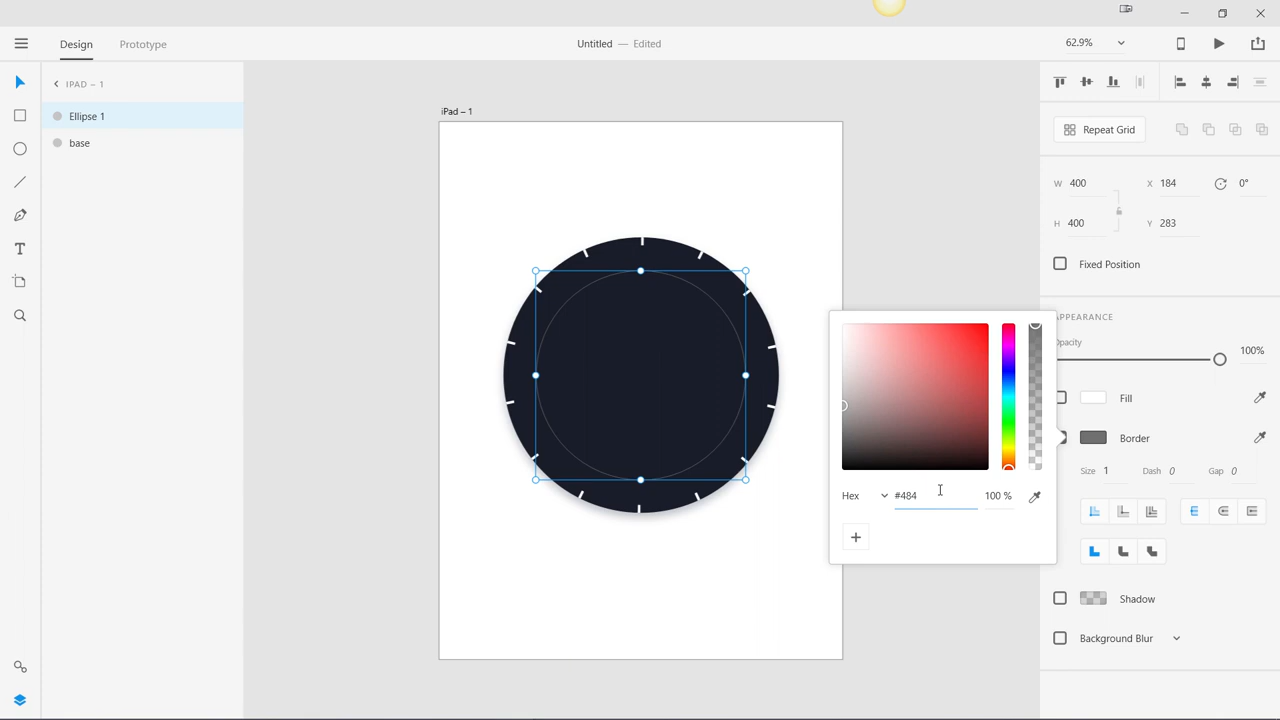 Design Prototype
Untitled — Edited
62.9%
IPAD – 1
Ellipse 1
base
iPad – 1
Repeat Grid
W 400 X 184 0°
H 400 Y 283
Fixed Position
APPEARANCE
Opacity
100%
Fill
Border
Size 1 Dash 0 Gap 0
Hex #484 100 %
+
Shadow
Background Blur